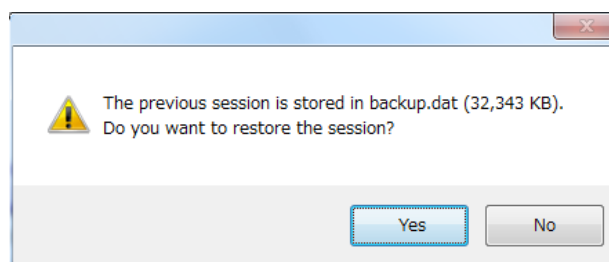 The previous session is stored in backup.dat (32,343 KB).
Do you want to restore the session?
Yes
No